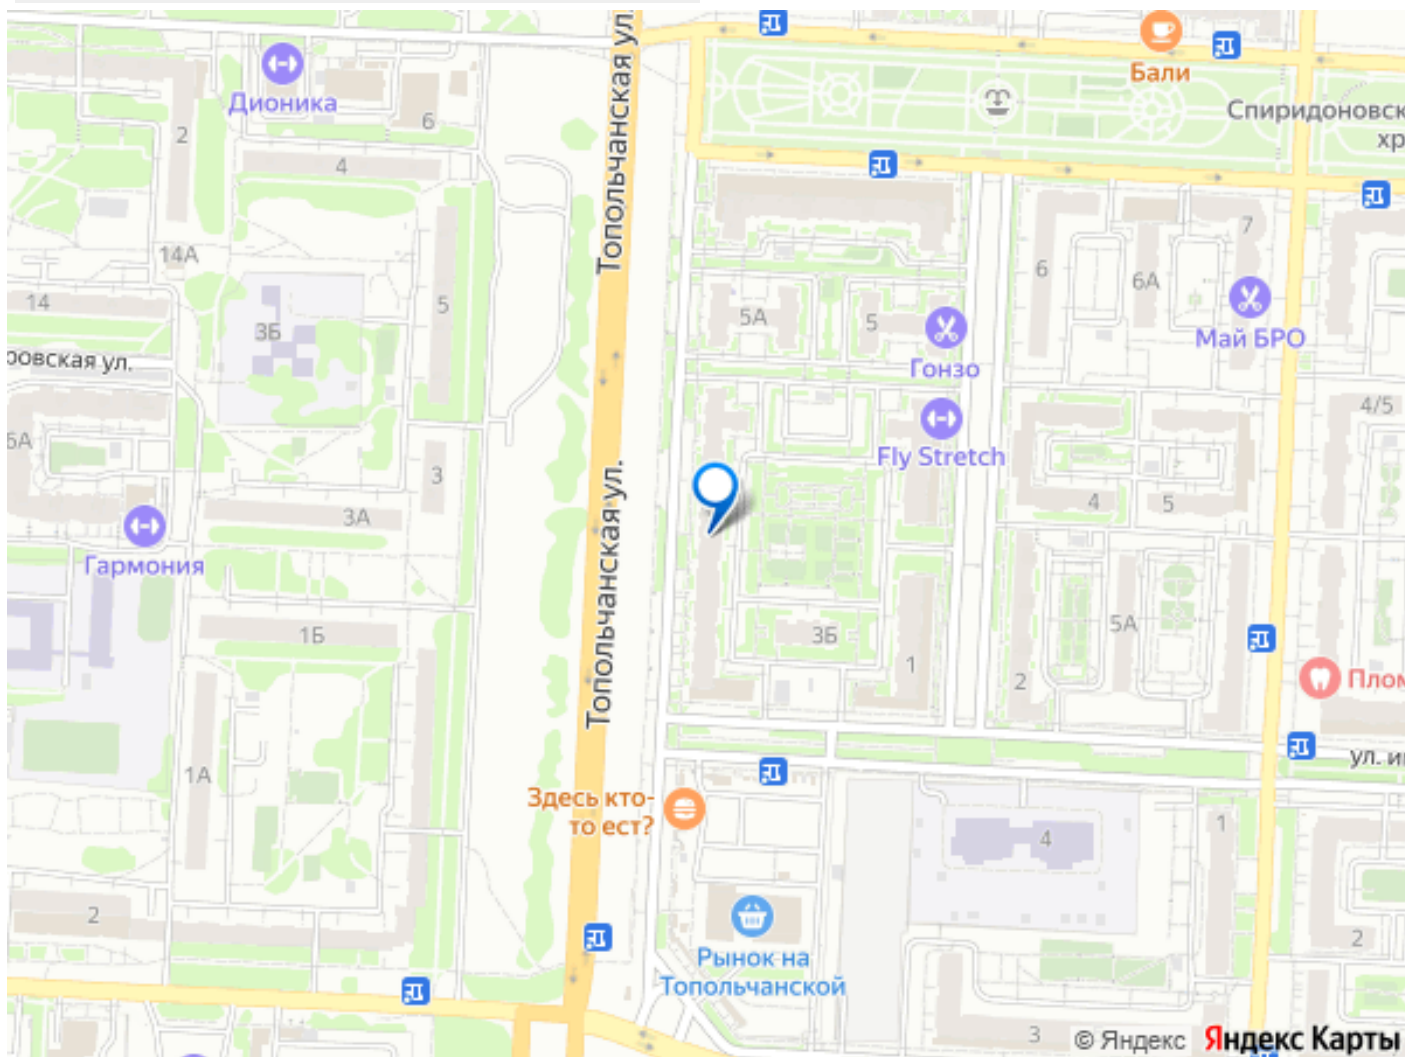 Топольчанская ул.
Бали
Дионика
Спиридоновск
хр
2
6
4
14А
5
14
3Б
ровская ул.
5А
5
6
6А
7
Гонзо
Май БРО
4/5
6А
3
3А
Fly Stretch
4
5
Гармония
Топольчанская ул.
1Б
3Б
1
5А
2
Плом
1А
ул. и
Здесь кто-
то ест?
4
1
2
Рынок на
Топольчанской
2
3
© Яндекс
Яндекс Карты